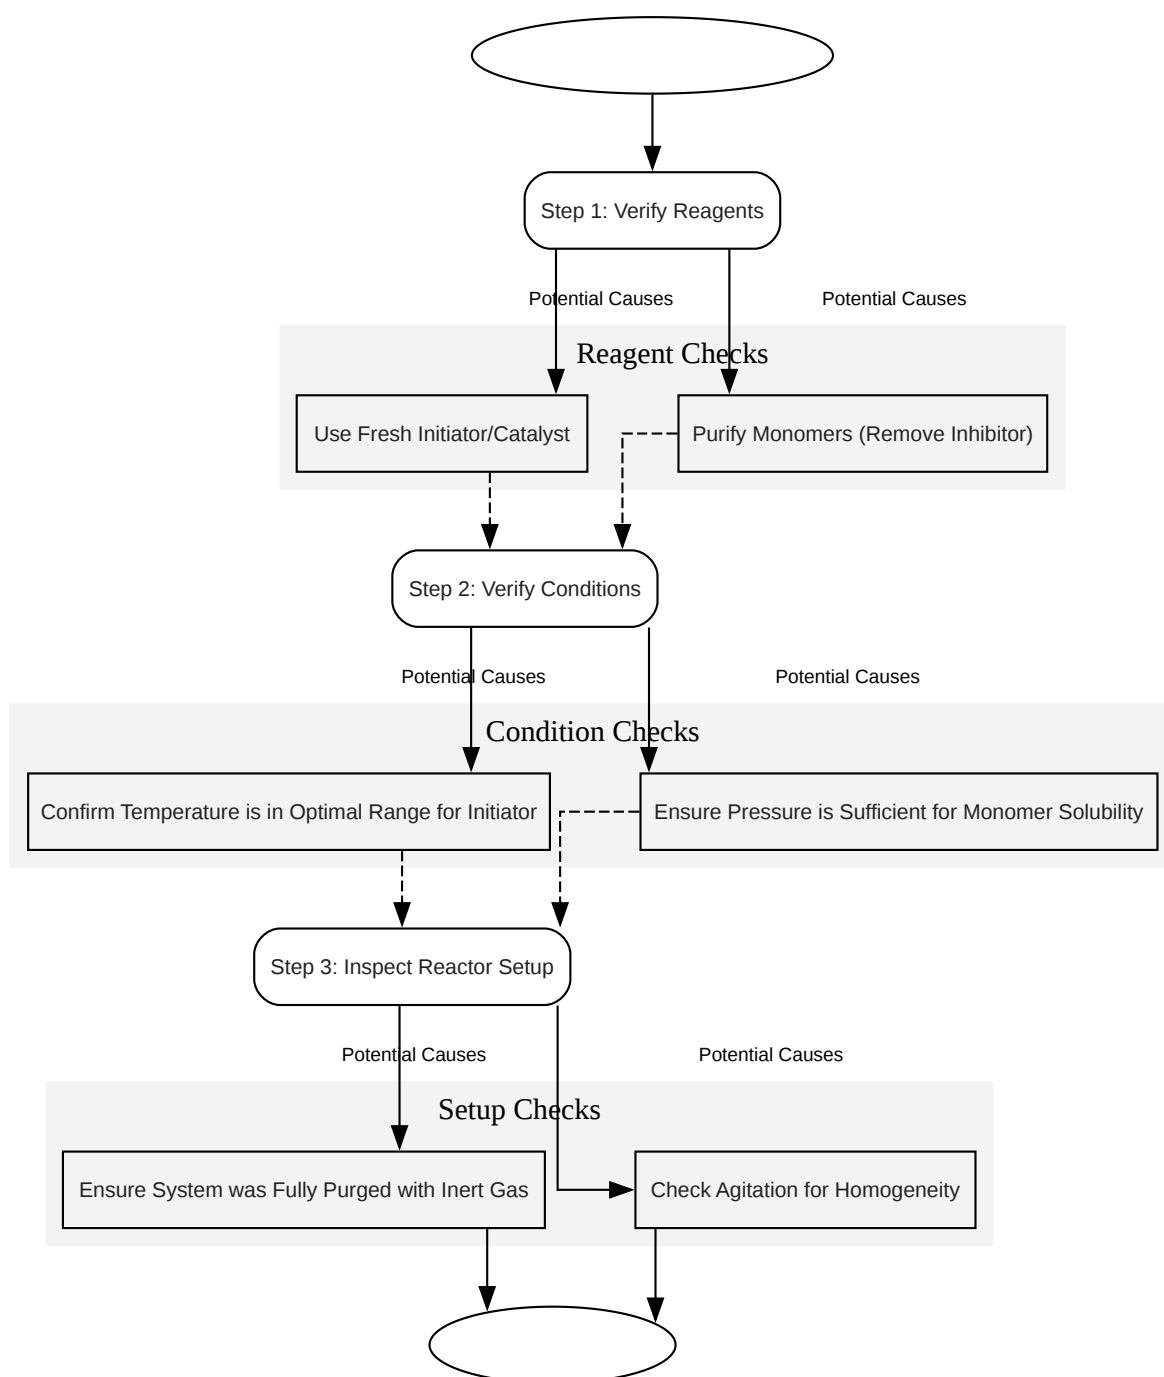 Step 1: Verify Reagents
Potential Causes
Potential Causes
Reagent Checks
Use Fresh Initiator/Catalyst
Purify Monomers (Remove Inhibitor)
Step 2: Verify Conditions
Potential Causes
Potential Causes
Condition Checks
Confirm Temperature is in Optimal Range for Initiator
Ensure Pressure is Sufficient for Monomer Solubility
Step 3: Inspect Reactor Setup
Potential Causes
Potential Causes
Setup Checks
Ensure System was Fully Purged with Inert Gas
Check Agitation for Homogeneity